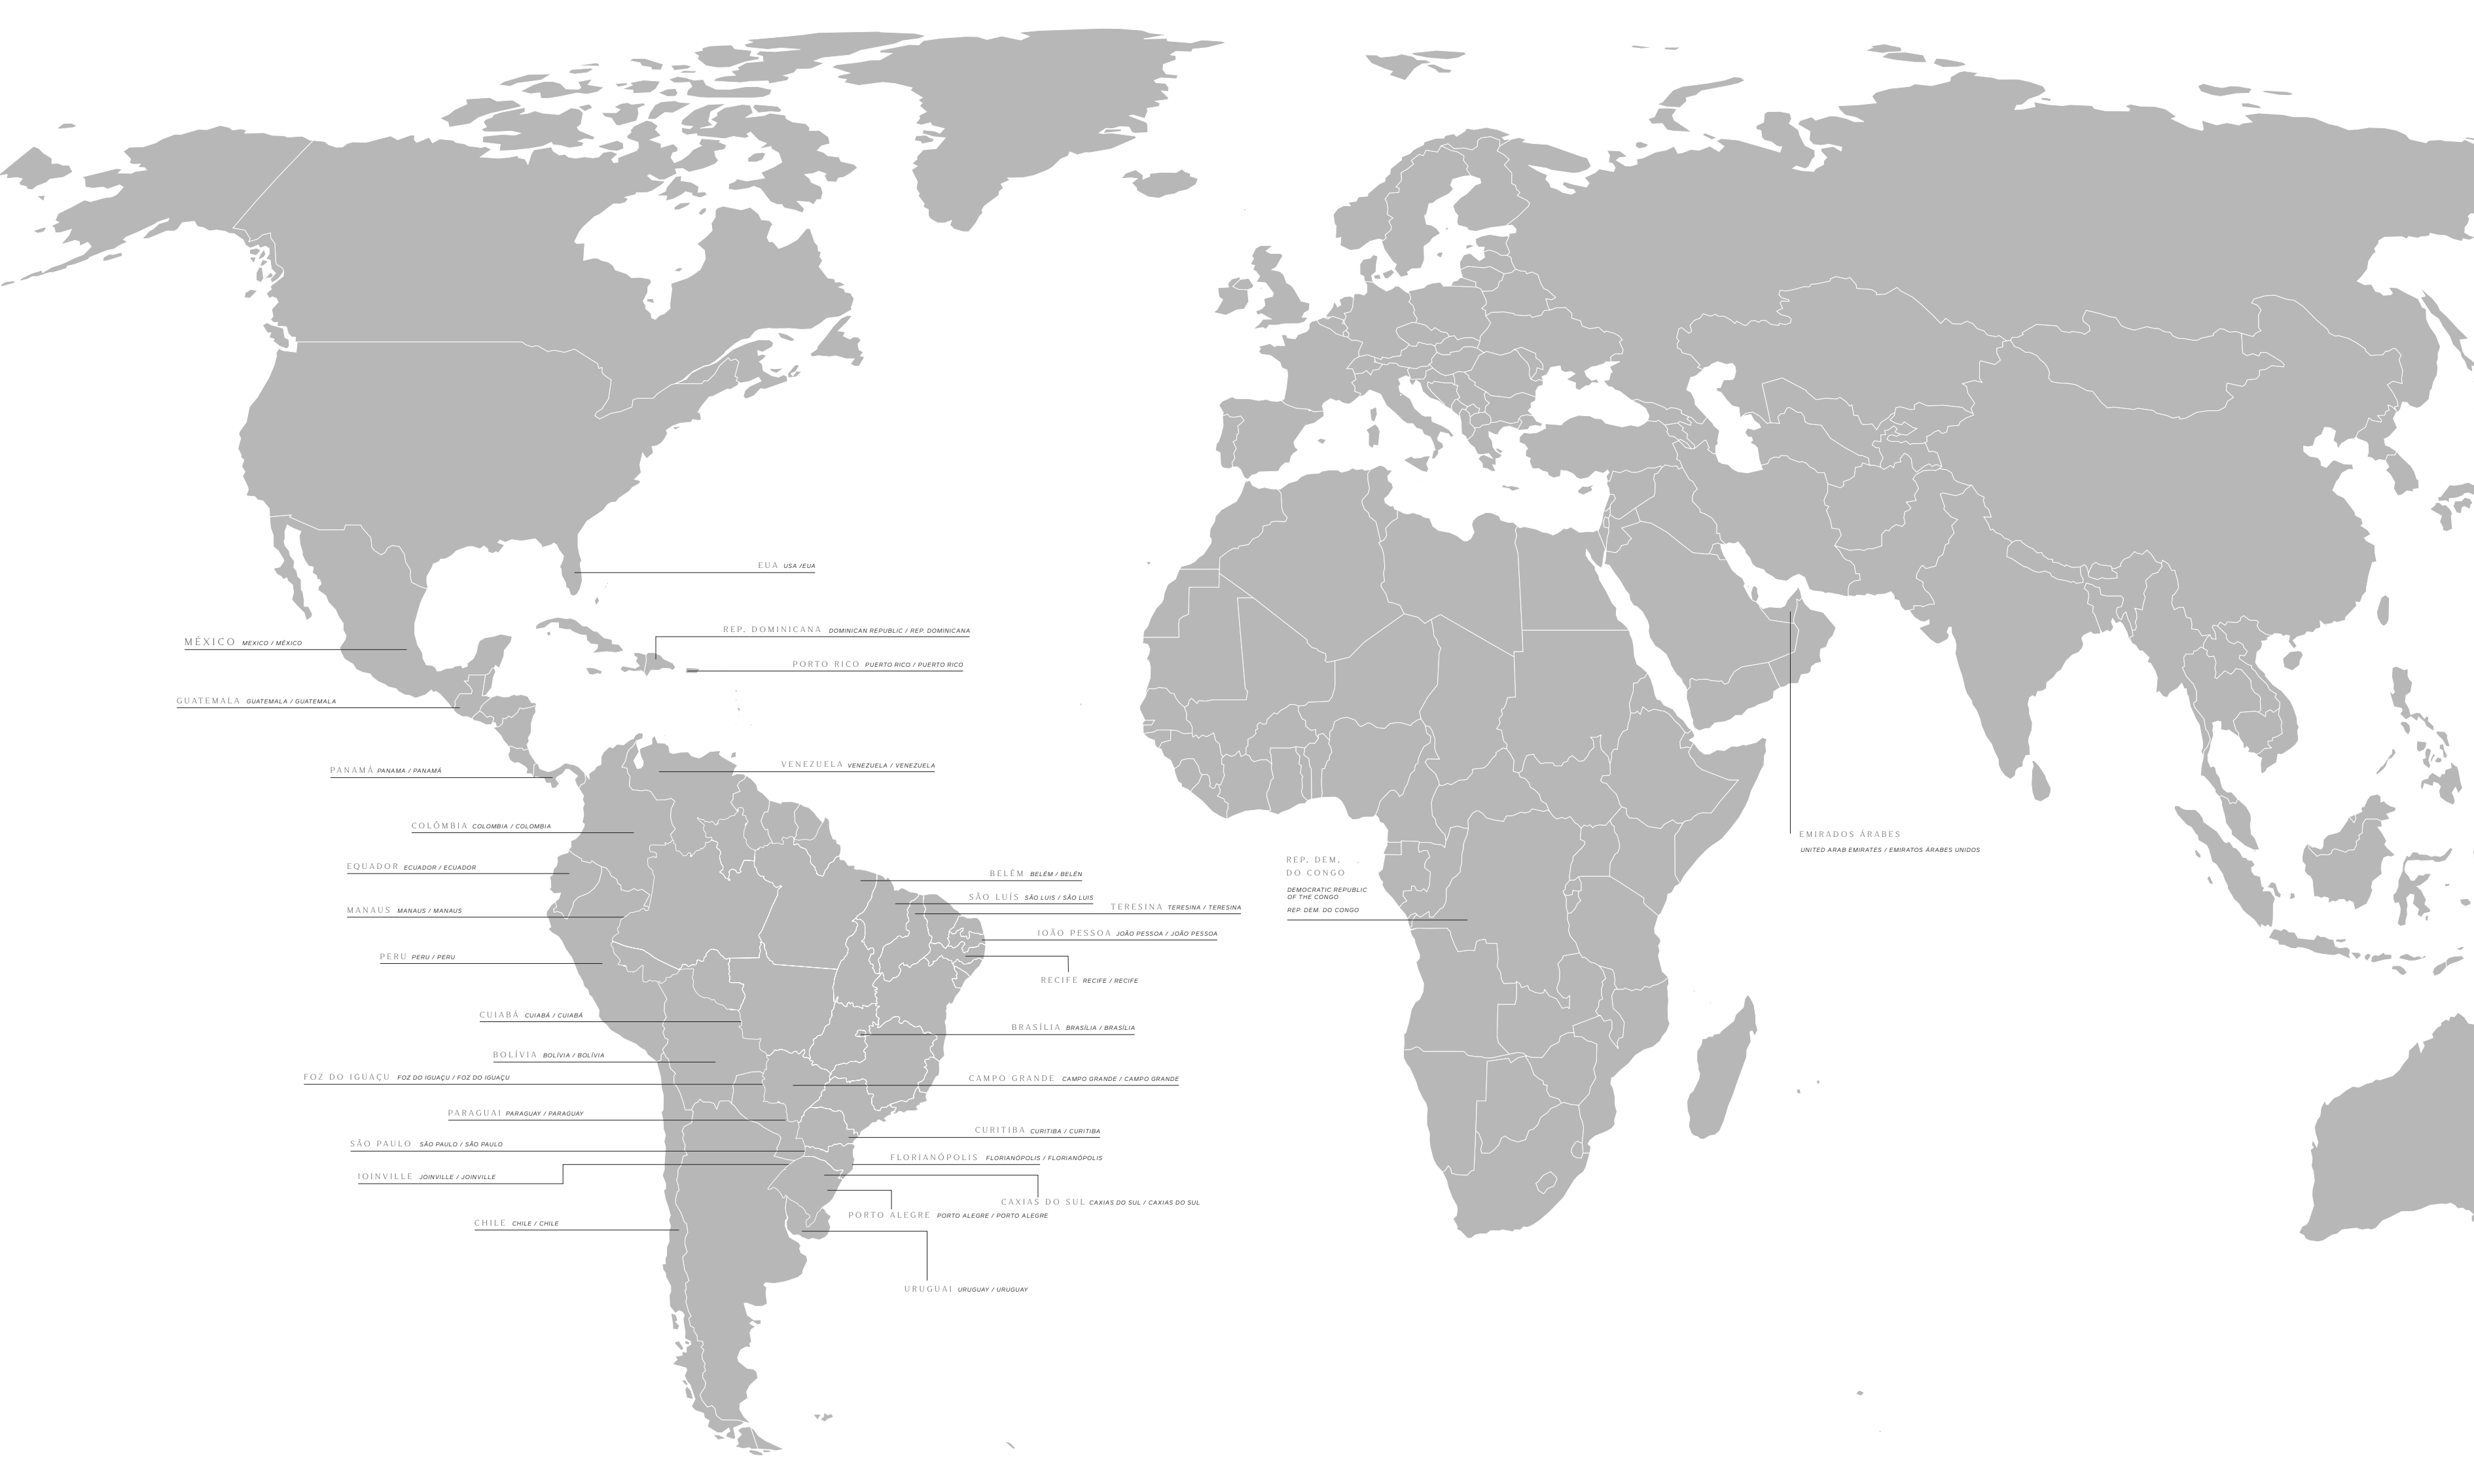 EUA USA /EUA
REP. DOMINICANA DOMINICAN REPUBLIC / REP. DOMINICANA
MÉXICO MEXICO / MÉXICO
PORTO RICO PUERTO RICO / PUERTO RICO
GUATEMALA GUATEMALA / GUATEMALA
VENEZUELA VENEZUELA / VENEZUELA
PANAMÁ PANAMA / PANAMÁ
COLÔMBIA COLOMBIA / COLOMBIA
EMIRADOS ÁRABES
UNITED ARAB EMIRATES / EMIRATOS ÁRABES UNIDOS
REP. DEM.
DO CONGO
DEMOCRATIC REPUBLIC
OF THE CONGO
REP. DEM. DO CONGO
EQUADOR ECUADOR / ECUADOR
BELÉM BELÉM / BELÉN
SÃO LUÍS SÃO LUIS / SÃO LUIS
TERESINA TERESINA / TERESINA
MANAUS MANAUS / MANAUS
JOÃO PESSOA JOÃO PESSOA / JOÃO PESSOA
PERU PERU / PERU
RECIFE RECIFE / RECIFE
CUIABÁ CUIABÁ / CUIABÁ
BRASÍLIA BRASÍLIA / BRASÍLIA
BOLÍVIA BOLÍVIA / BOLÍVIA
FOZ DO IGUAÇU FOZ DO IGUAÇU / FOZ DO IGUAÇU
CAMPO GRANDE CAMPO GRANDE / CAMPO GRANDE
PARAGUAI PARAGUAY / PARAGUAY
CURITIBA CURITIBA / CURITIBA
SÃO PAULO SÃO PAULO / SÃO PAULO
FLORIANÓPOLIS FLORIANÓPOLIS / FLORIANÓPOLIS
JOINVILLE JOINVILLE / JOINVILLE
CAXIAS DO SUL CAXIAS DO SUL / CAXIAS DO SUL
PORTO ALEGRE PORTO ALEGRE / PORTO ALEGRE
CHILE CHILE / CHILE
URUGUAI URUGUAY / URUGUAY